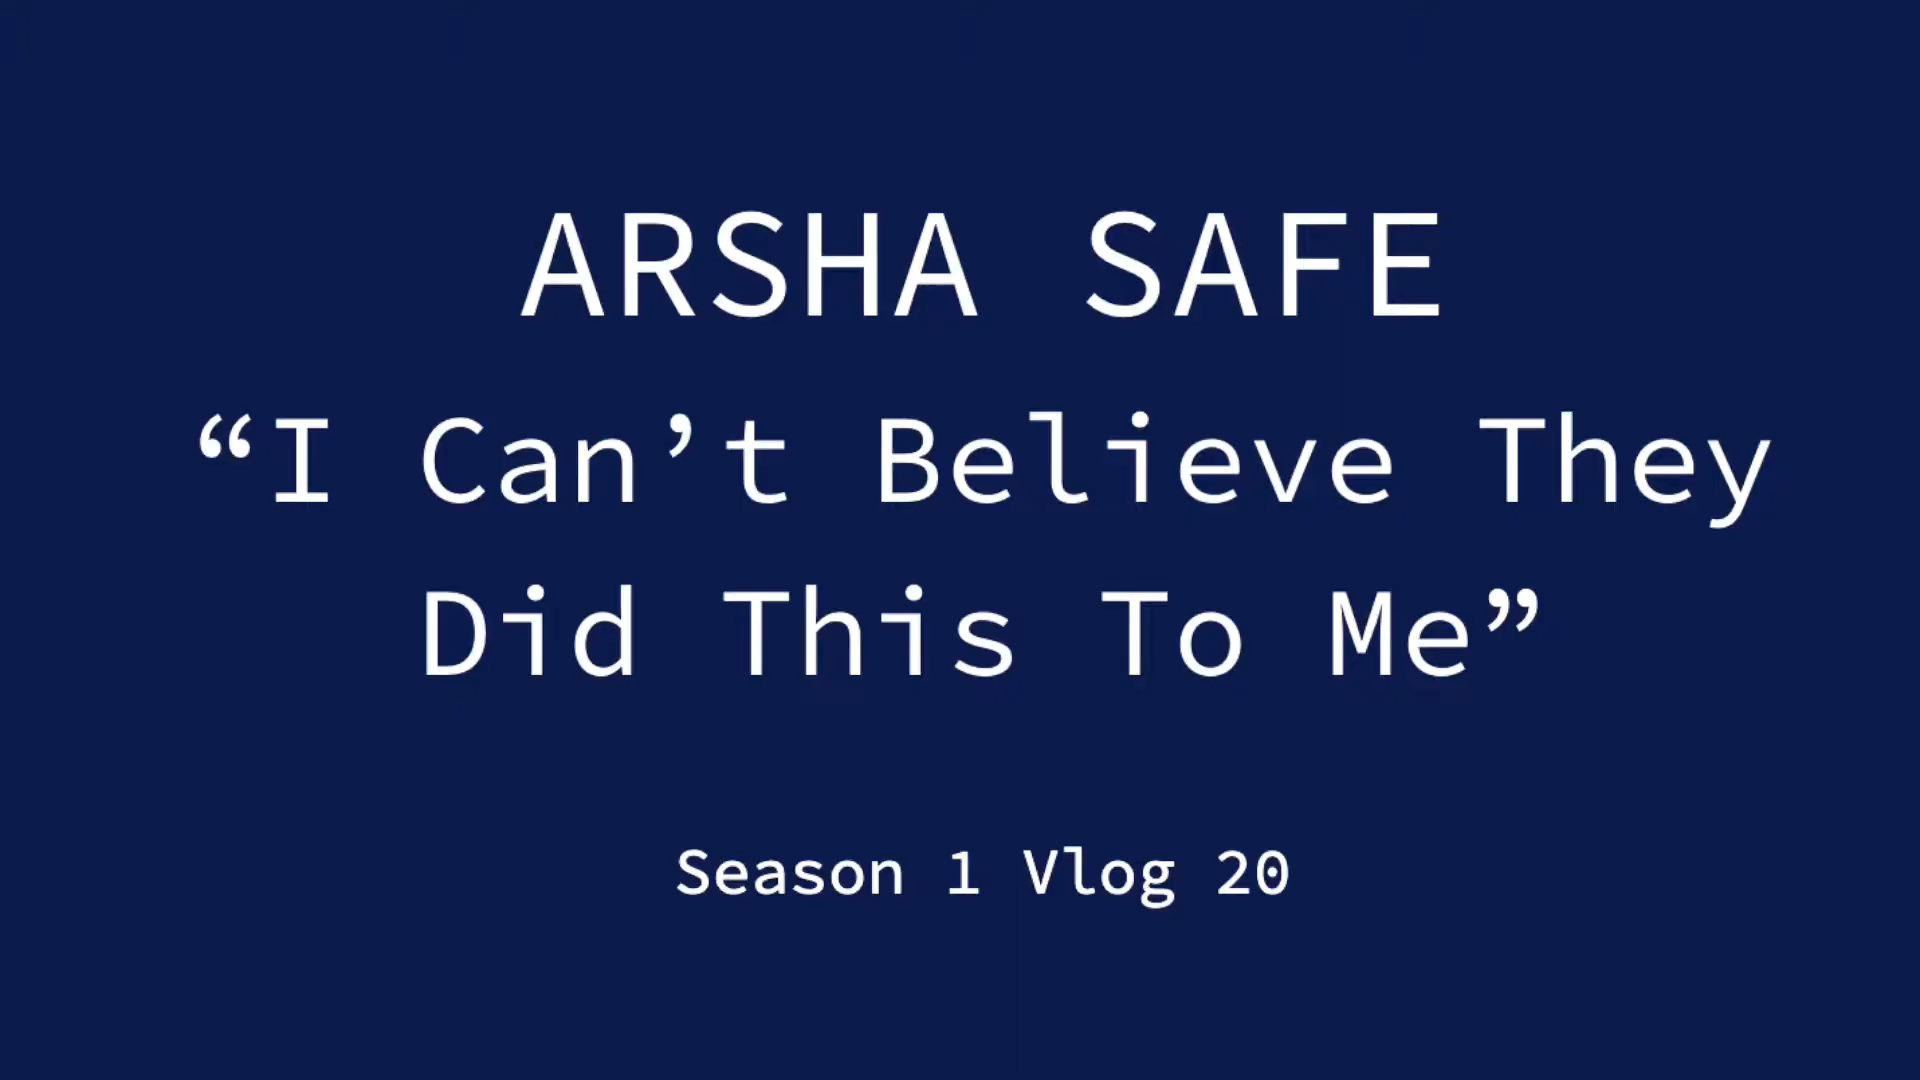 ARSHA SAFE
“I Can’t Believe They
Did This To Me”
Season 1 Vlog 20